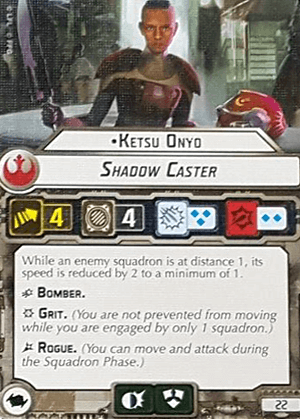 © LFL © FFG
•Ketsu Onyo
Shadow Caster
4 4
While an enemy squadron is at distance 1, its
speed is reduced by 2 to a minimum of 1.
Bomber.
Grit. (You are not prevented from moving
while you are engaged by only 1 squadron.)
Rogue. (You can move and attack during
the Squadron Phase.)
22